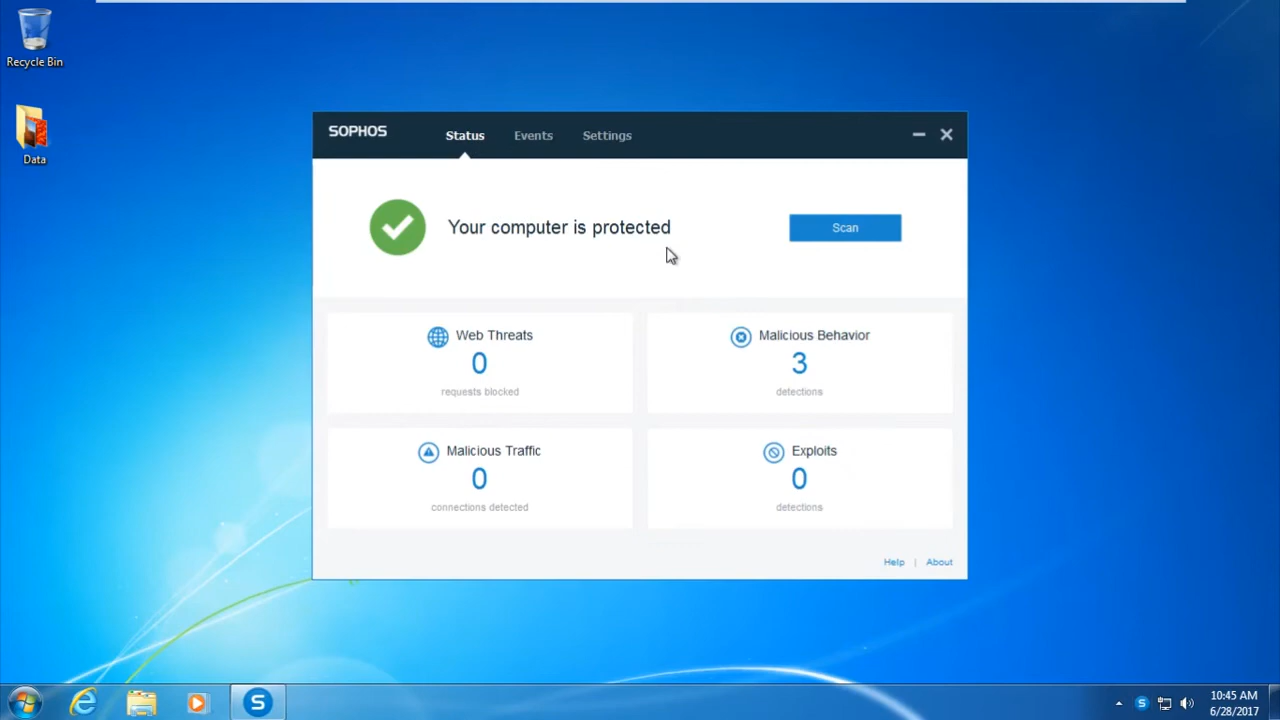 Recycle Bin
Data
SOPHOS
Status Events Settings
Your computer is protected
Scan
Web Threats
0
requests blocked
Malicious Behavior
3
detections
Malicious Traffic
0
connections detected
Exploits
0
detections
Help | About
S
S
10:45 AM
6/28/2017